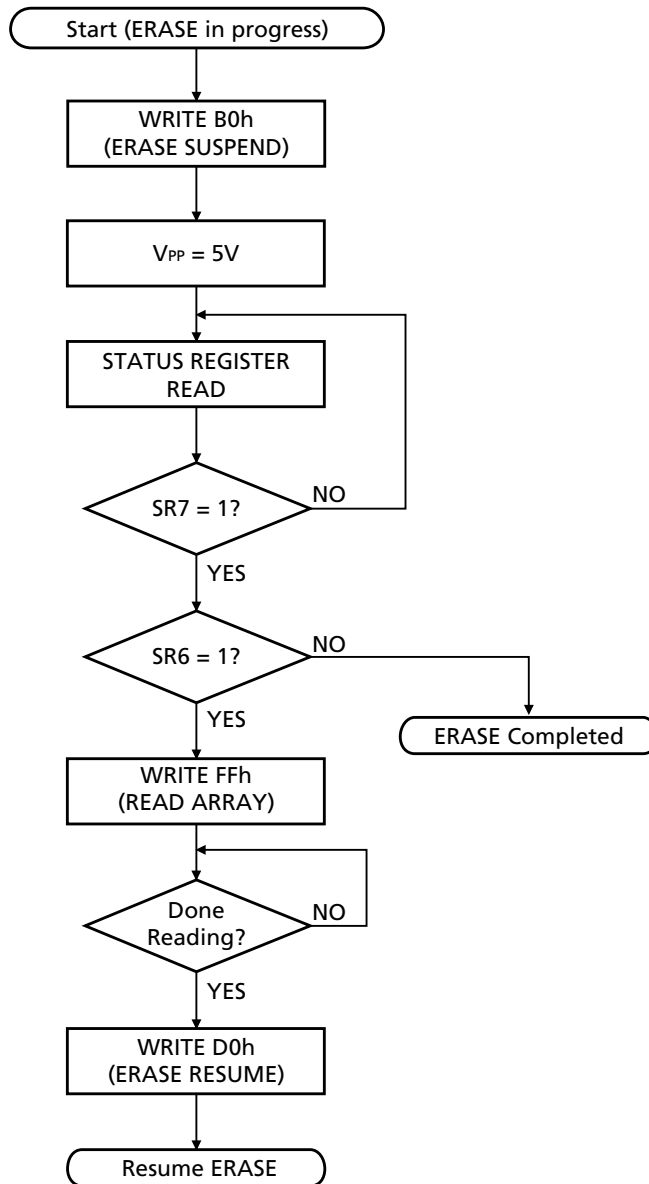 Start (ERASE in progress)
WRITE B0h
(ERASE SUSPEND)
VPP = 5V
STATUS REGISTER
READ
SR7 = 1?
NO
YES
SR6 = 1?
NO
YES
ERASE Completed
WRITE FFh
(READ ARRAY)
Done
Reading?
NO
YES
WRITE D0h
(ERASE RESUME)
Resume ERASE